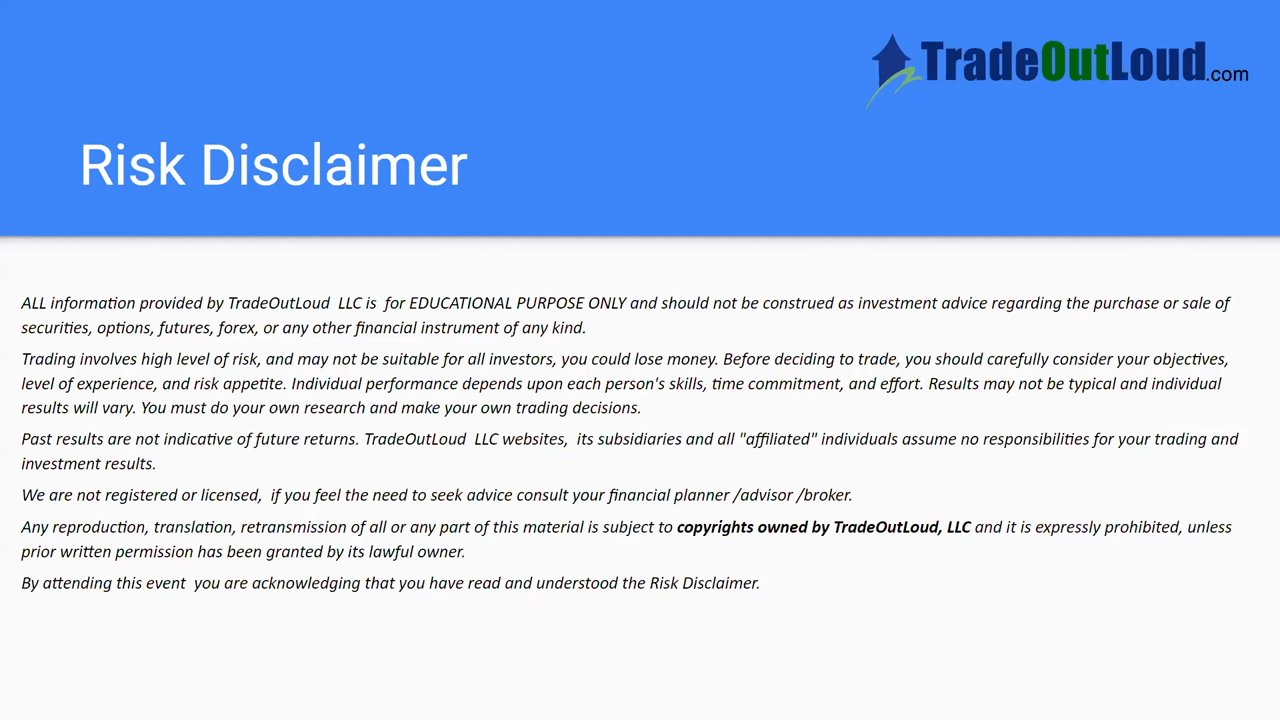 TradeOutLoud.com
Risk Disclaimer
ALL information provided by TradeOutLoud LLC is for EDUCATIONAL PURPOSE ONLY and should not be construed as investment advice regarding the purchase or sale of
securities, options, futures, forex, or any other financial instrument of any kind.
Trading involves high level of risk, and may not be suitable for all investors, you could lose money. Before deciding to trade, you should carefully consider your objectives,
level of experience, and risk appetite. Individual performance depends upon each person's skills, time commitment, and effort. Results may not be typical and individual
results will vary. You must do your own research and make your own trading decisions.
Past results are not indicative of future returns. TradeOutLoud LLC websites, its subsidiaries and all "affiliated" individuals assume no responsibilities for your trading and
investment results.
We are not registered or licensed, if you feel the need to seek advice consult your financial planner /advisor /broker.
Any reproduction, translation, retransmission of all or any part of this material is subject to copyrights owned by TradeOutLoud, LLC and it is expressly prohibited, unless
prior written permission has been granted by its lawful owner.
By attending this event you are acknowledging that you have read and understood the Risk Disclaimer.